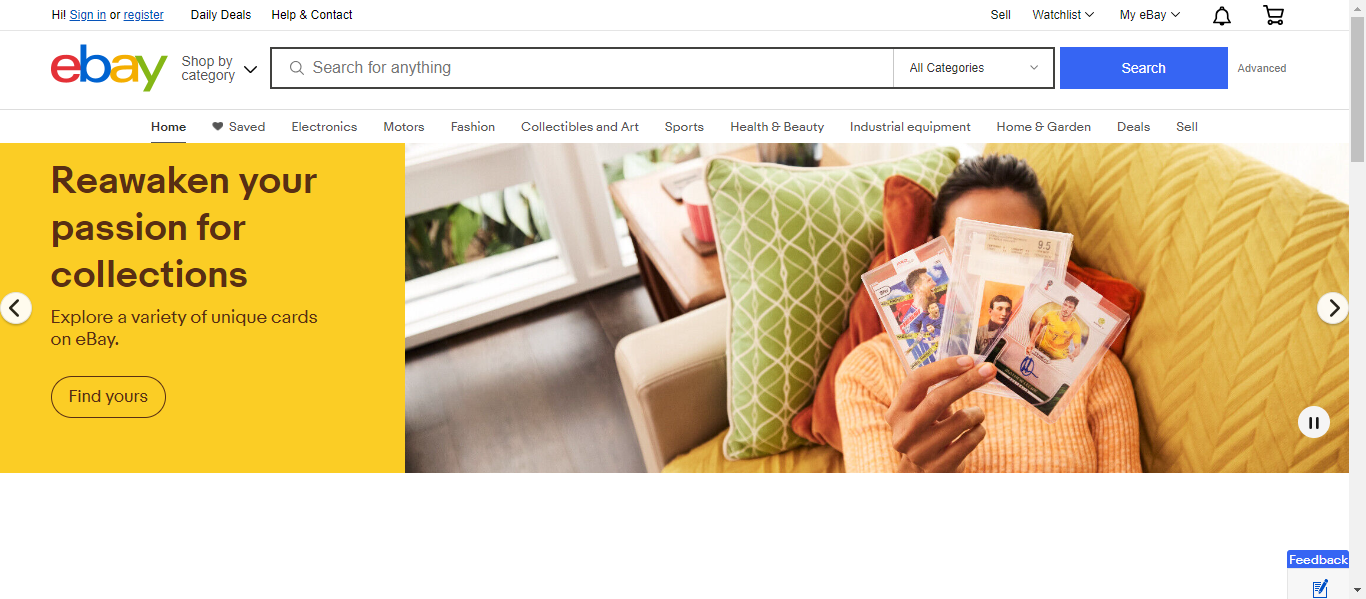 Hi! Sign in or register Daily Deals Help & Contact Sell Watchlist My eBay
ebay
Shop by
category
Search for anything All Categories Search Advanced
Home Saved Electronics Motors Fashion Collectibles and Art Sports Health & Beauty Industrial equipment Home & Garden Deals Sell
Reawaken your
passion for
collections
Explore a variety of unique cards
on eBay.
Find yours
9.5
Feedback